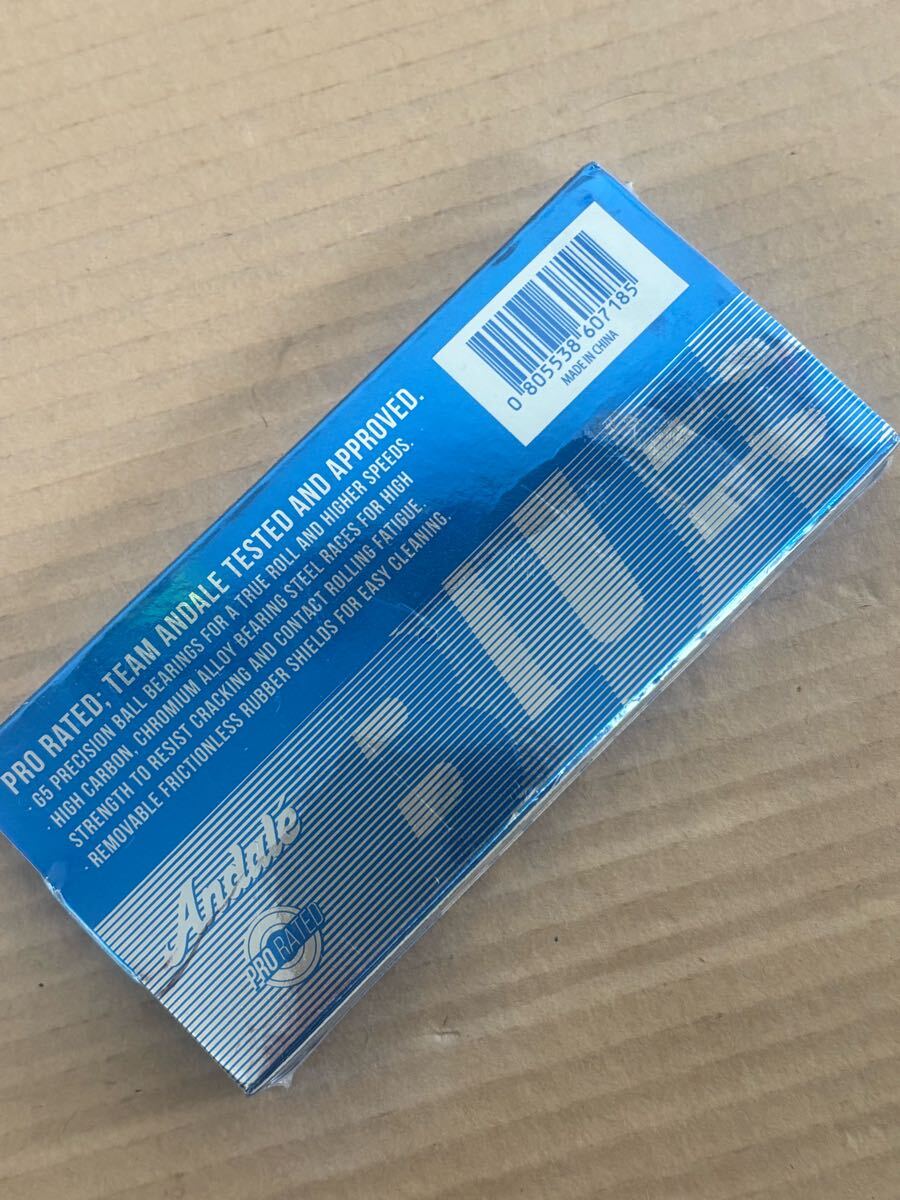 0 805538 607185
MADE IN CHINA
PRO RATED; TEAM ANDALE TESTED AND APPROVED.
· G5 PRECISION BALL BEARINGS FOR A TRUE ROLL AND HIGHER SPEEDS.
· HIGH CARBON, CHROMIUM ALLOY BEARING STEEL RACES FOR HIGH
STRENGTH TO RESIST CRACKING AND CONTACT ROLLING FATIGUE.
· REMOVABLE FRICTIONLESS RUBBER SHIELDS FOR EASY CLEANING.
Andalé
PRO RATED